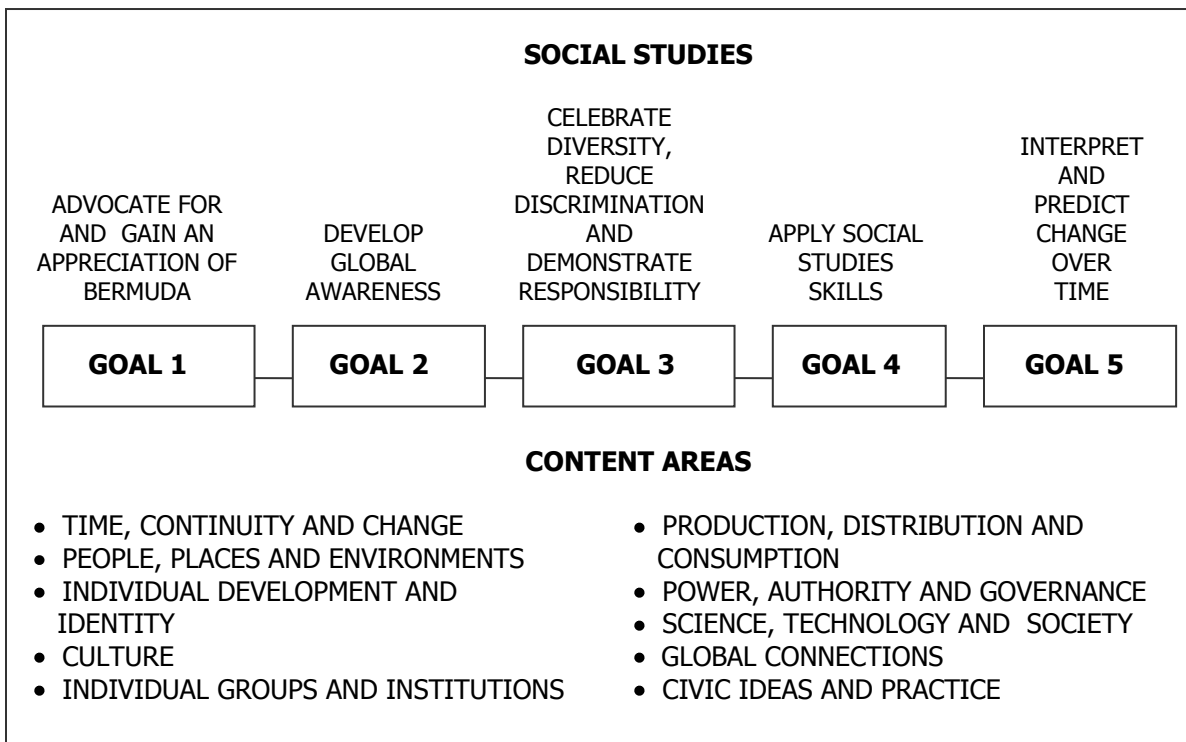 SOCIAL STUDIES
ADVOCATE FOR
AND GAIN AN
APPRECIATION OF
BERMUDA
DEVELOP
GLOBAL
AWARENESS
CELEBRATE
DIVERSITY,
REDUCE
DISCRIMINATION
AND
DEMONSTRATE
RESPONSIBILITY
APPLY SOCIAL
STUDIES
SKILLS
INTERPRET
AND
PREDICT
CHANGE
OVER
TIME
GOAL 1
GOAL 2
GOAL 3
GOAL 4
GOAL 5
CONTENT AREAS
• TIME, CONTINUITY AND CHANGE
• PEOPLE, PLACES AND ENVIRONMENTS
• INDIVIDUAL DEVELOPMENT AND
IDENTITY
• CULTURE
• INDIVIDUAL GROUPS AND INSTITUTIONS
• PRODUCTION, DISTRIBUTION AND
CONSUMPTION
• POWER, AUTHORITY AND GOVERNANCE
• SCIENCE, TECHNOLOGY AND SOCIETY
• GLOBAL CONNECTIONS
• CIVIC IDEAS AND PRACTICE